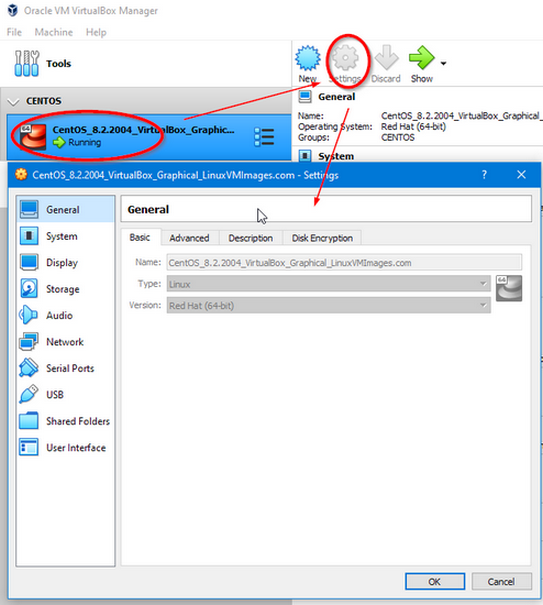 Oracle VM VirtualBox Manager
File Machine Help
Tools
New Settings Discard Show
CENTOS
64
CentOS_8.2.2004_VirtualBox_Graphic...
Running
General
Name: CentOS_8.2.2004_VirtualBox_Graphical_
Operating System: Red Hat (64-bit)
Groups: CENTOS
System
CentOS_8.2.2004_VirtualBox_Graphical_LinuxVMImages.com - Settings
?
General
System
Display
Storage
Audio
Network
Serial Ports
USB
Shared Folders
User Interface
General
Basic Advanced Description Disk Encryption
Name: CentOS_8.2.2004_VirtualBox_Graphical_LinuxVMImages.com
Type: Linux
Version: Red Hat (64-bit)
64
OK Cancel